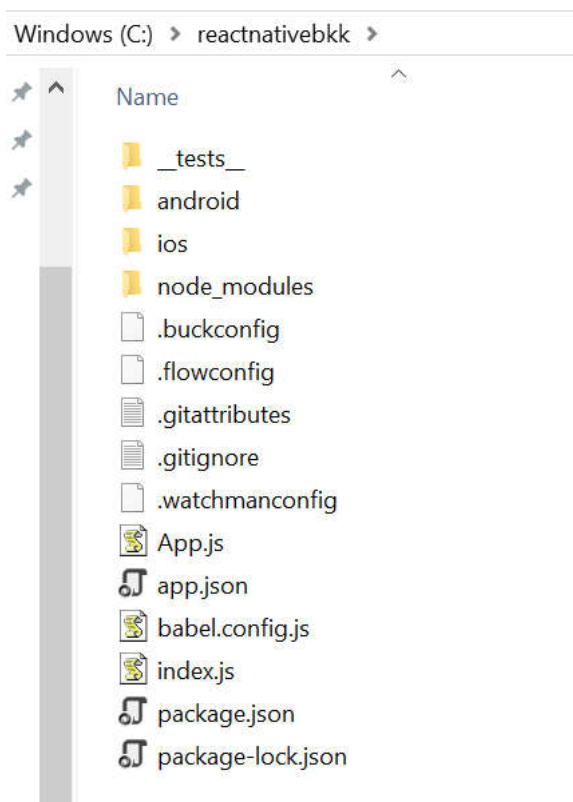 Windows (C:) > reactnativebkk >
Name
__tests__
android
ios
node_modules
.buckconfig
.flowconfig
.gitattributes
.gitignore
.watchmanconfig
App.js
app.json
babel.config.js
index.js
package.json
package-lock.json